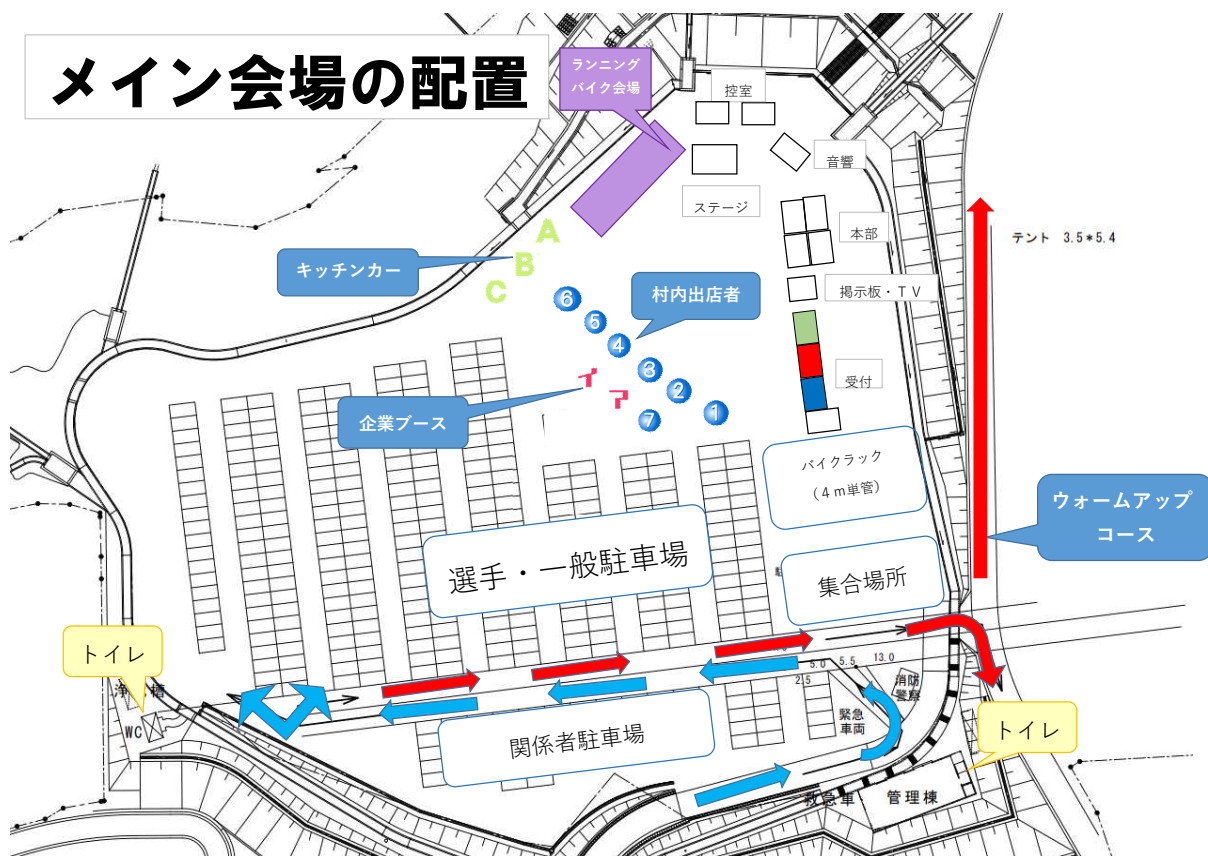 メイン会場の配置
ランニング
バイク会場
控室
音響
ステージ
本部
テント 3.5*5.4
キッチンカー
A
B
C
村内出店者
掲示板・TV
6
5
4
3
2
1
7
イ
ア
企業ブース
受付
バイクラック
（4m単管）
ウォームアップ
コース
選手・一般駐車場
集合場所
トイレ
WC
5.0
5.5
13.0
2.5
消防
警察
緊急
車両
関係者駐車場
トイレ
救急車
管理棟